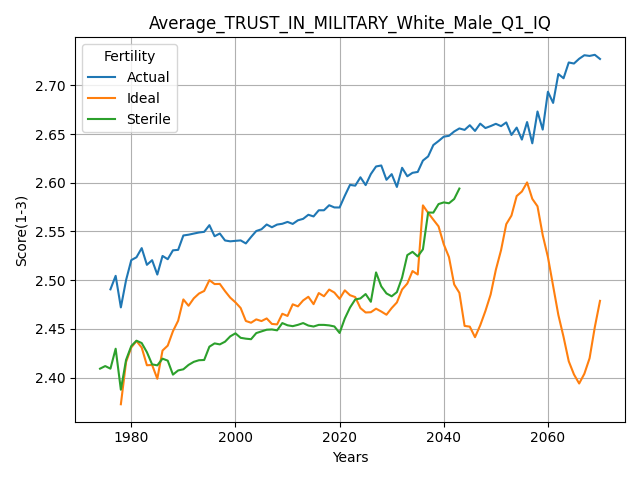 Average_TRUST_IN_MILITARY_White_Male_Q1_IQ
Fertility
Actual
Ideal
Sterile
Score(1-3)
2.70
2.65
2.60
2.55
2.50
2.45
2.40
1980 2000 2020 2040 2060
Years